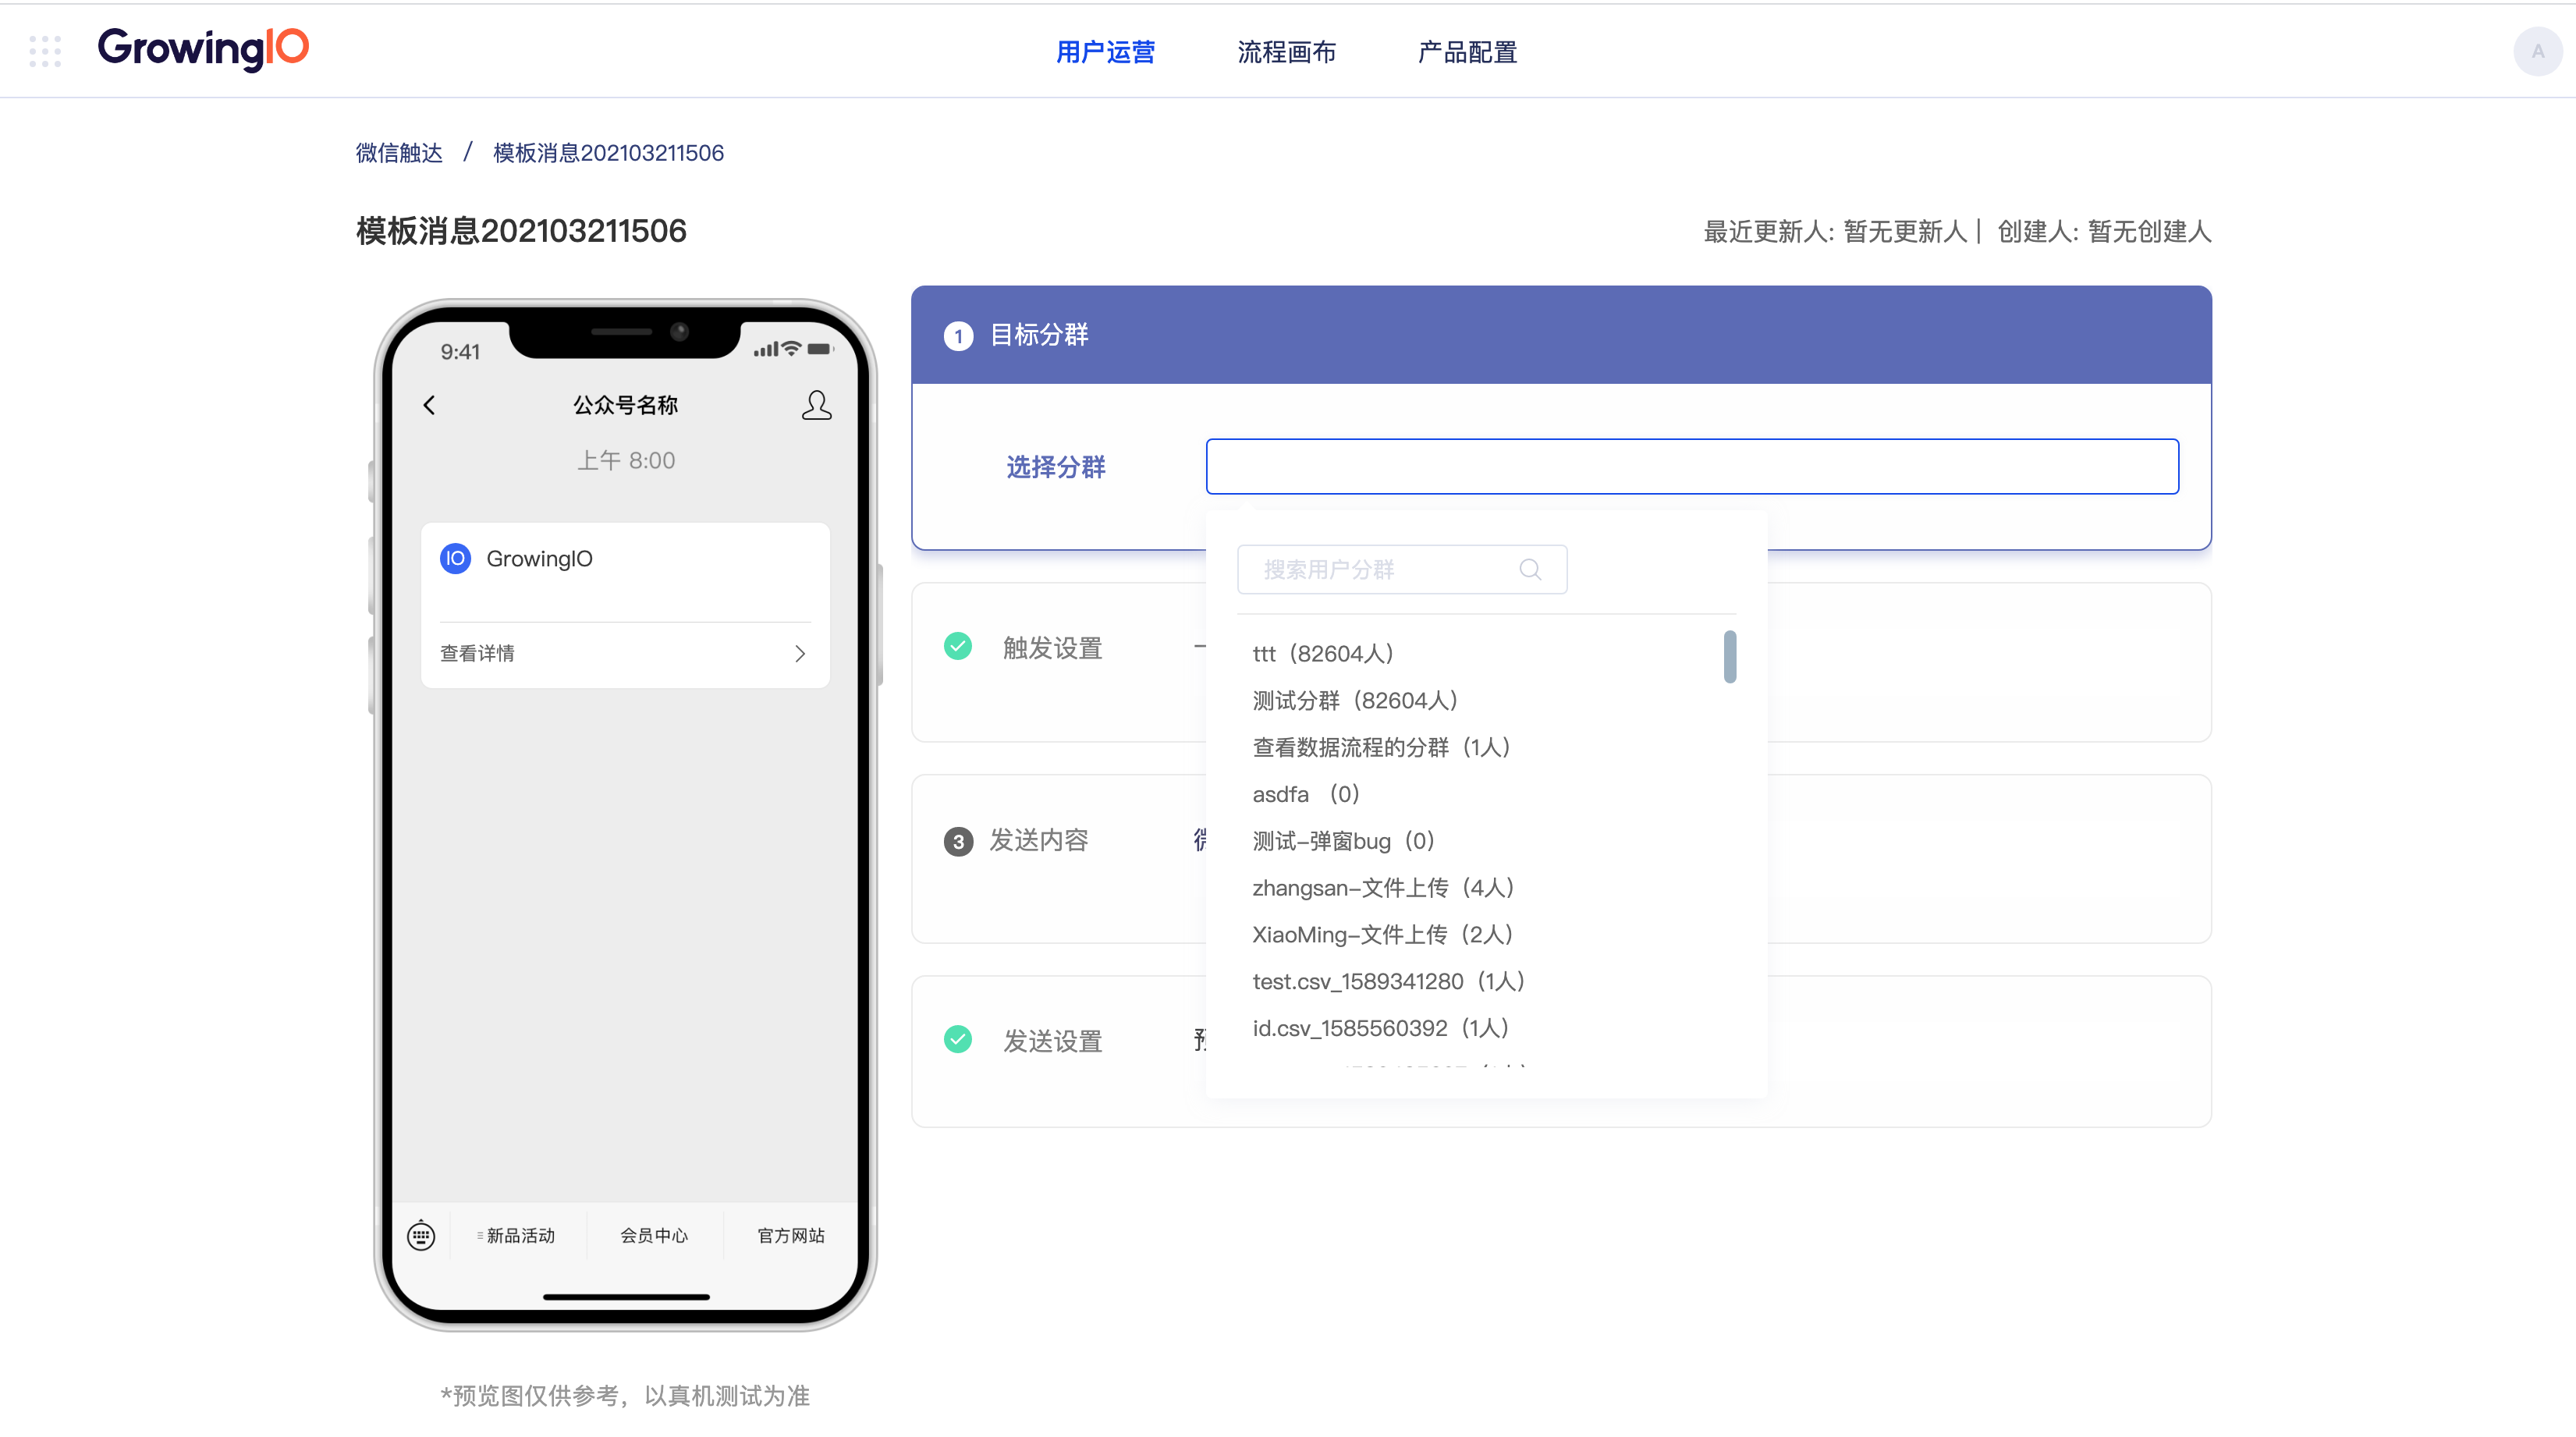 GrowingIO
用户运营 流程画布 产品配置
A
微信触达 / 模板消息202103211506
模板消息202103211506
最近更新人: 暂无更新人 | 创建人: 暂无创建人
9:41
公众号名称
上午 8:00
IO GrowingIO
查看详情
新品活动 会员中心 官方网站
*预览图仅供参考，以真机测试为准
1 目标分群
选择分群
搜索用户分群
ttt（82604人）
测试分群（82604人）
查看数据流程的分群（1人）
asdfa （0）
测试-弹窗bug（0）
zhangsan-文件上传（4人）
XiaoMing-文件上传（2人）
test.csv_1589341280（1人）
id.csv_1585560392（1人）
触发设置
3 发送内容
发送设置